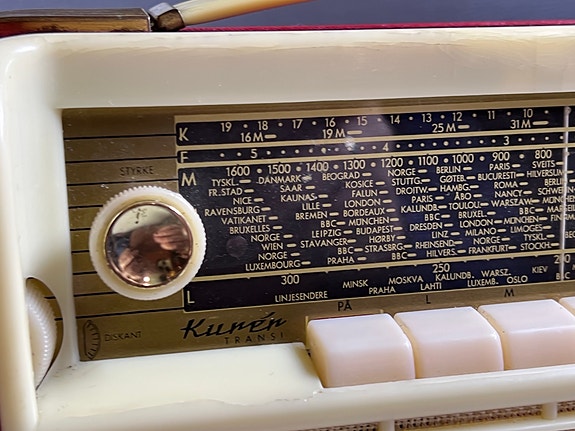 K 19 18 17 16 15 14 13 12 11 10
16M 19M 25M 31M
F 5 4 3
STYRKE
M 1600 1500 1400 1300 1200 1100 1000 900 800
TYSKL. DANMARK BEOGRAD NORGE BERLIN PARIS SVEITS
FR. STAD SAAR KOSICE STUTTG. GØTEB. BUCURESTI HILVERSUM
NICE KAUNAS FALUN DROITW. HAMBG. ROMA
RAVENSBURG LILLE LONDON PARIS ÅBO NANCY
VATIKANET BREMEN BORDEAUX KALUNDB. TOULOU. WARSZAW
BRUXELLES BBC MÜNCHEN BBC BRUXEL. LONDON MÜNCHEN
NORGE LEIPZIG BUDAPEST DRESDEN BBC BBC
WIEN STAVANGER HØRBY LINZ MILANO LIMOGES
NORGE BBC STRASBG. RHEINSEND. NORGE TYSKL.
LUXEMBOURG PRAHA BBC HILVERS FRANKFURT STOCKH.
300 250 200
L LINJESENDERE MINSK PRAHA MOSKVA LAHTI KALUNDB. LUXEMB. WARSZ. OSLO KIEV
PÅ L M
Kurér
TRANSI
DISKANT